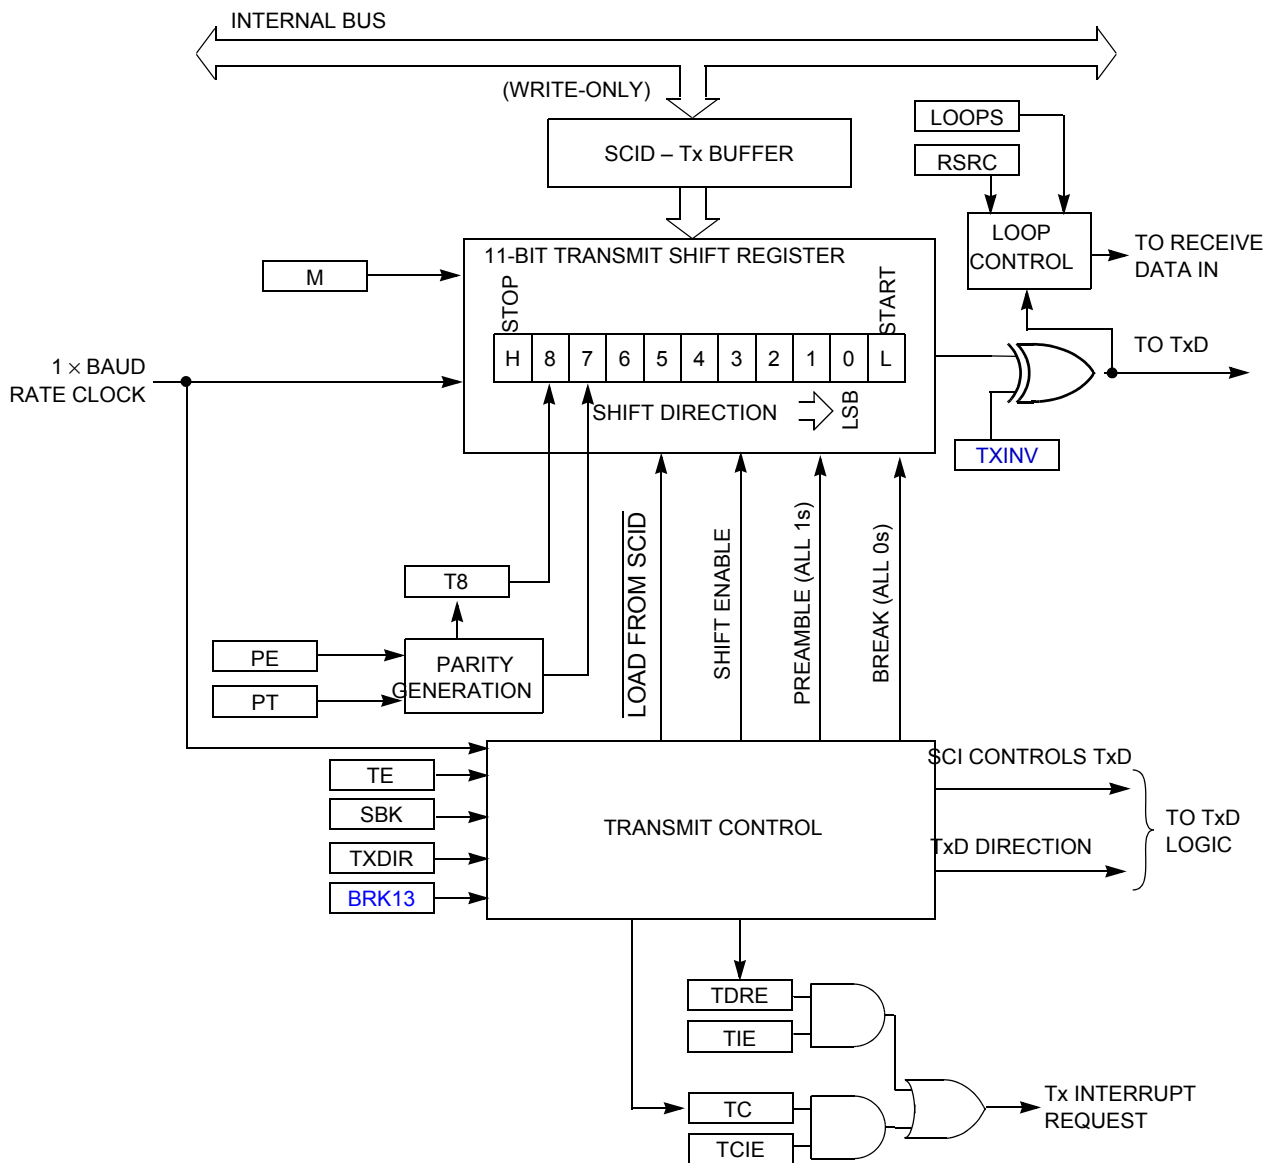 INTERNAL BUS
(WRITE-ONLY)
SCID – Tx BUFFER
LOOPS
RSRC
LOOP
CONTROL
TO RECEIVE
DATA IN
11-BIT TRANSMIT SHIFT REGISTER
M
STOP
START
H 8 7 6 5 4 3 2 1 0 L
1 × BAUD
RATE CLOCK
SHIFT DIRECTION
LSB
TO TxD
TXINV
LOAD FROM SCID
SHIFT ENABLE
PREAMBLE (ALL 1s)
BREAK (ALL 0s)
T8
PE
PT
PARITY
GENERATION
TE
SBK
TXDIR
BRK13
TRANSMIT CONTROL
SCI CONTROLS TxD
TxD DIRECTION
TO TxD
LOGIC
TDRE
TIE
TC
TCIE
Tx INTERRUPT
REQUEST